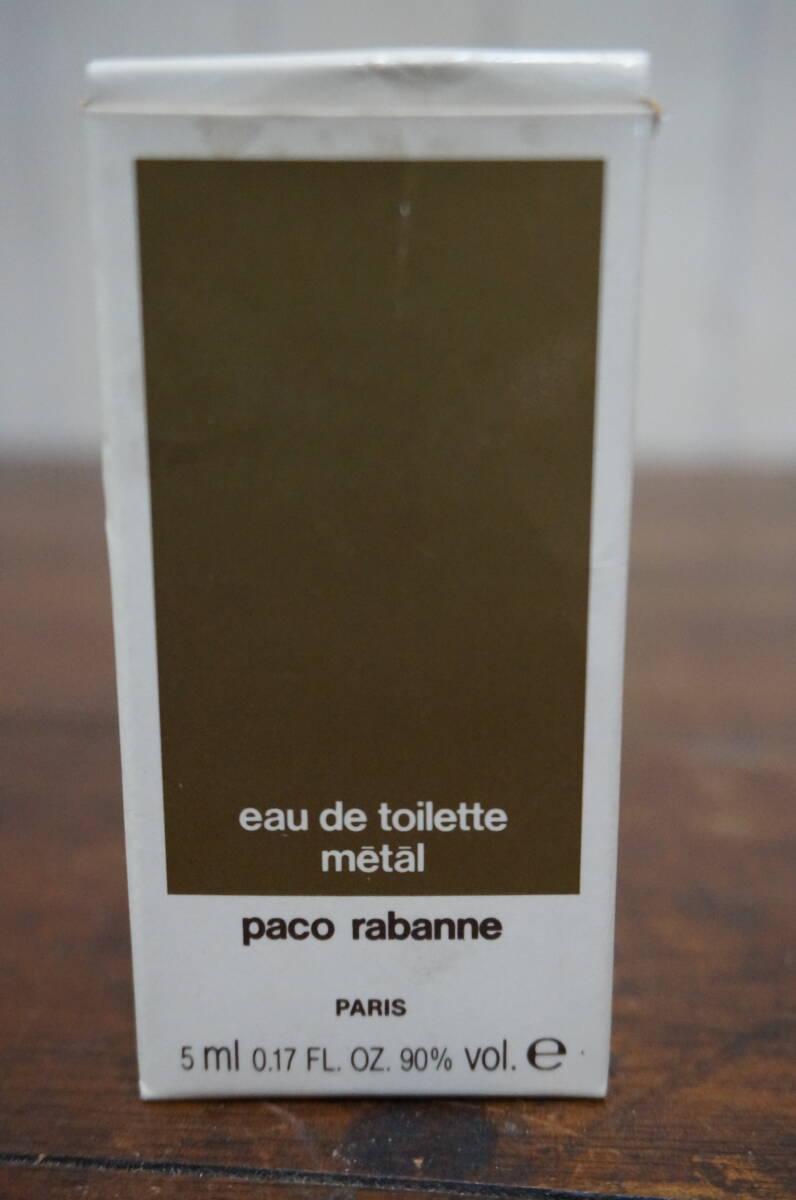 eau de toilette
mētāl
paco rabanne
PARIS
5 ml 0.17 FL. OZ. 90% vol. ℮